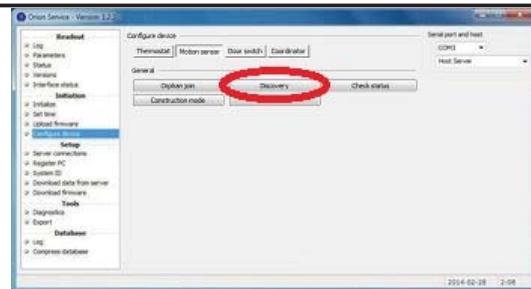 Orion Service - Version 1.2.1
Readout
Log
Parameters
Status
Versions
Interface status
Initiation
Initialize
Set time
Upload firmware
Configure device
Setup
Server connections
Register PC
System ID
Download data from server
Download firmware
Tools
Diagnostics
Export
Database
Log
Compress database
Configure device
Thermostat Motion sensor Door switch Coordinator
General
Orphan join Discovery Check status
Construction mode
Serial port and host
COM1
Host Server
2014-02-28 2:08